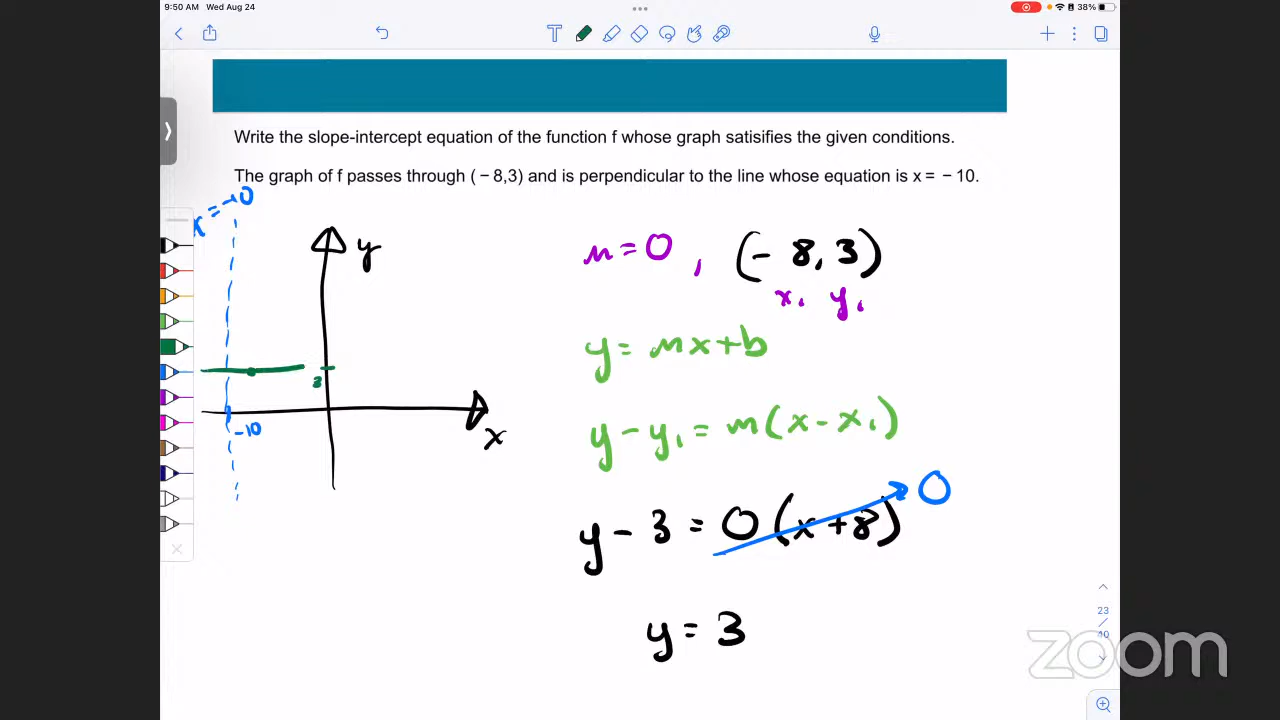 9:50 AM Wed Aug 24
38%
T
Write the slope-intercept equation of the function f whose graph satisifies the given conditions.
The graph of f passes through ( − 8,3) and is perpendicular to the line whose equation is x = − 10.
x = -10
y
3
-10
x
m = 0 , (- 8, 3)
x₁ y₁
y = mx+b
y - y₁ = m(x - x₁)
y - 3 = 0 (x + 8) 0
y = 3
23
/
40
zoom